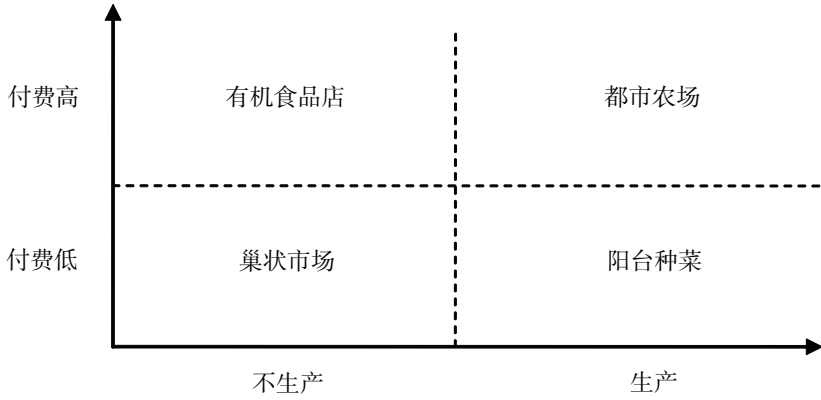 付费高
有机食品店
都市农场
付费低
巢状市场
阳台种菜
不生产
生产